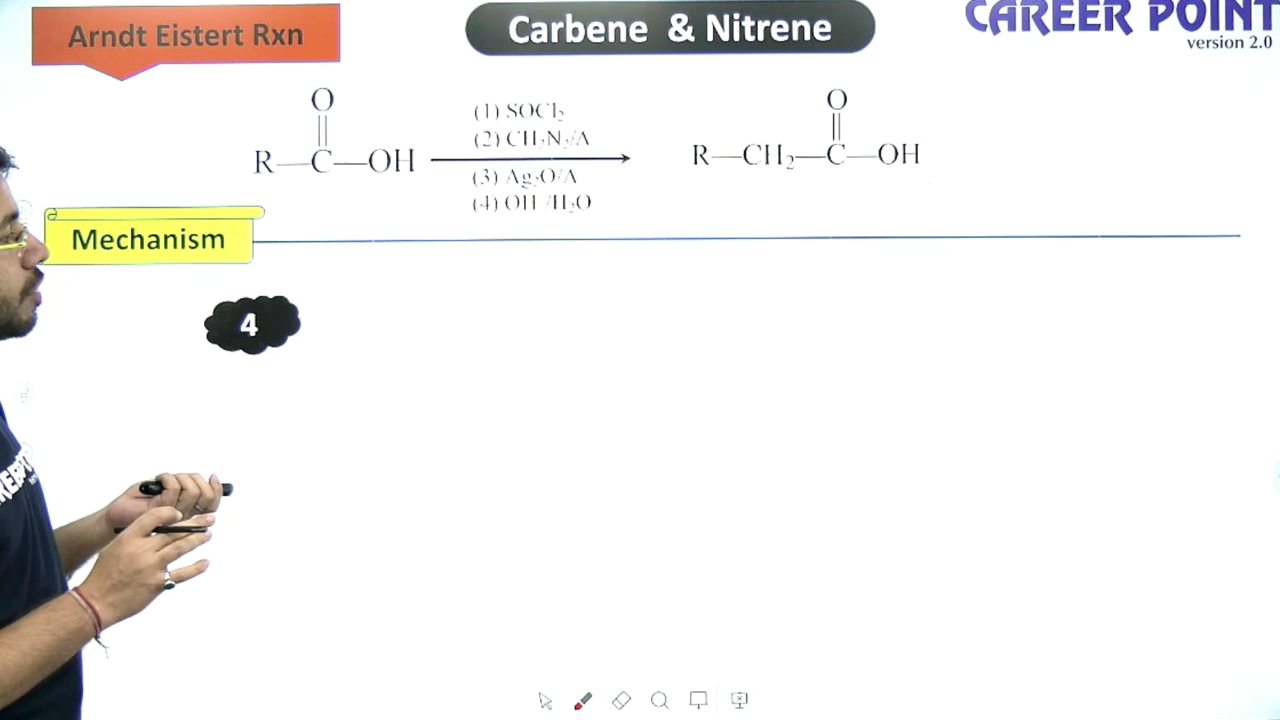 Arndt Eistert Rxn
Carbene & Nitrene
CAREER POINT
version 2.0
O
R—C—OH
(1) SOCl₂
(2) CH₂N₂/Δ
(3) Ag₂O/Δ
(4) OH⁻/H₂O
O
R—CH₂—C—OH
Mechanism
4